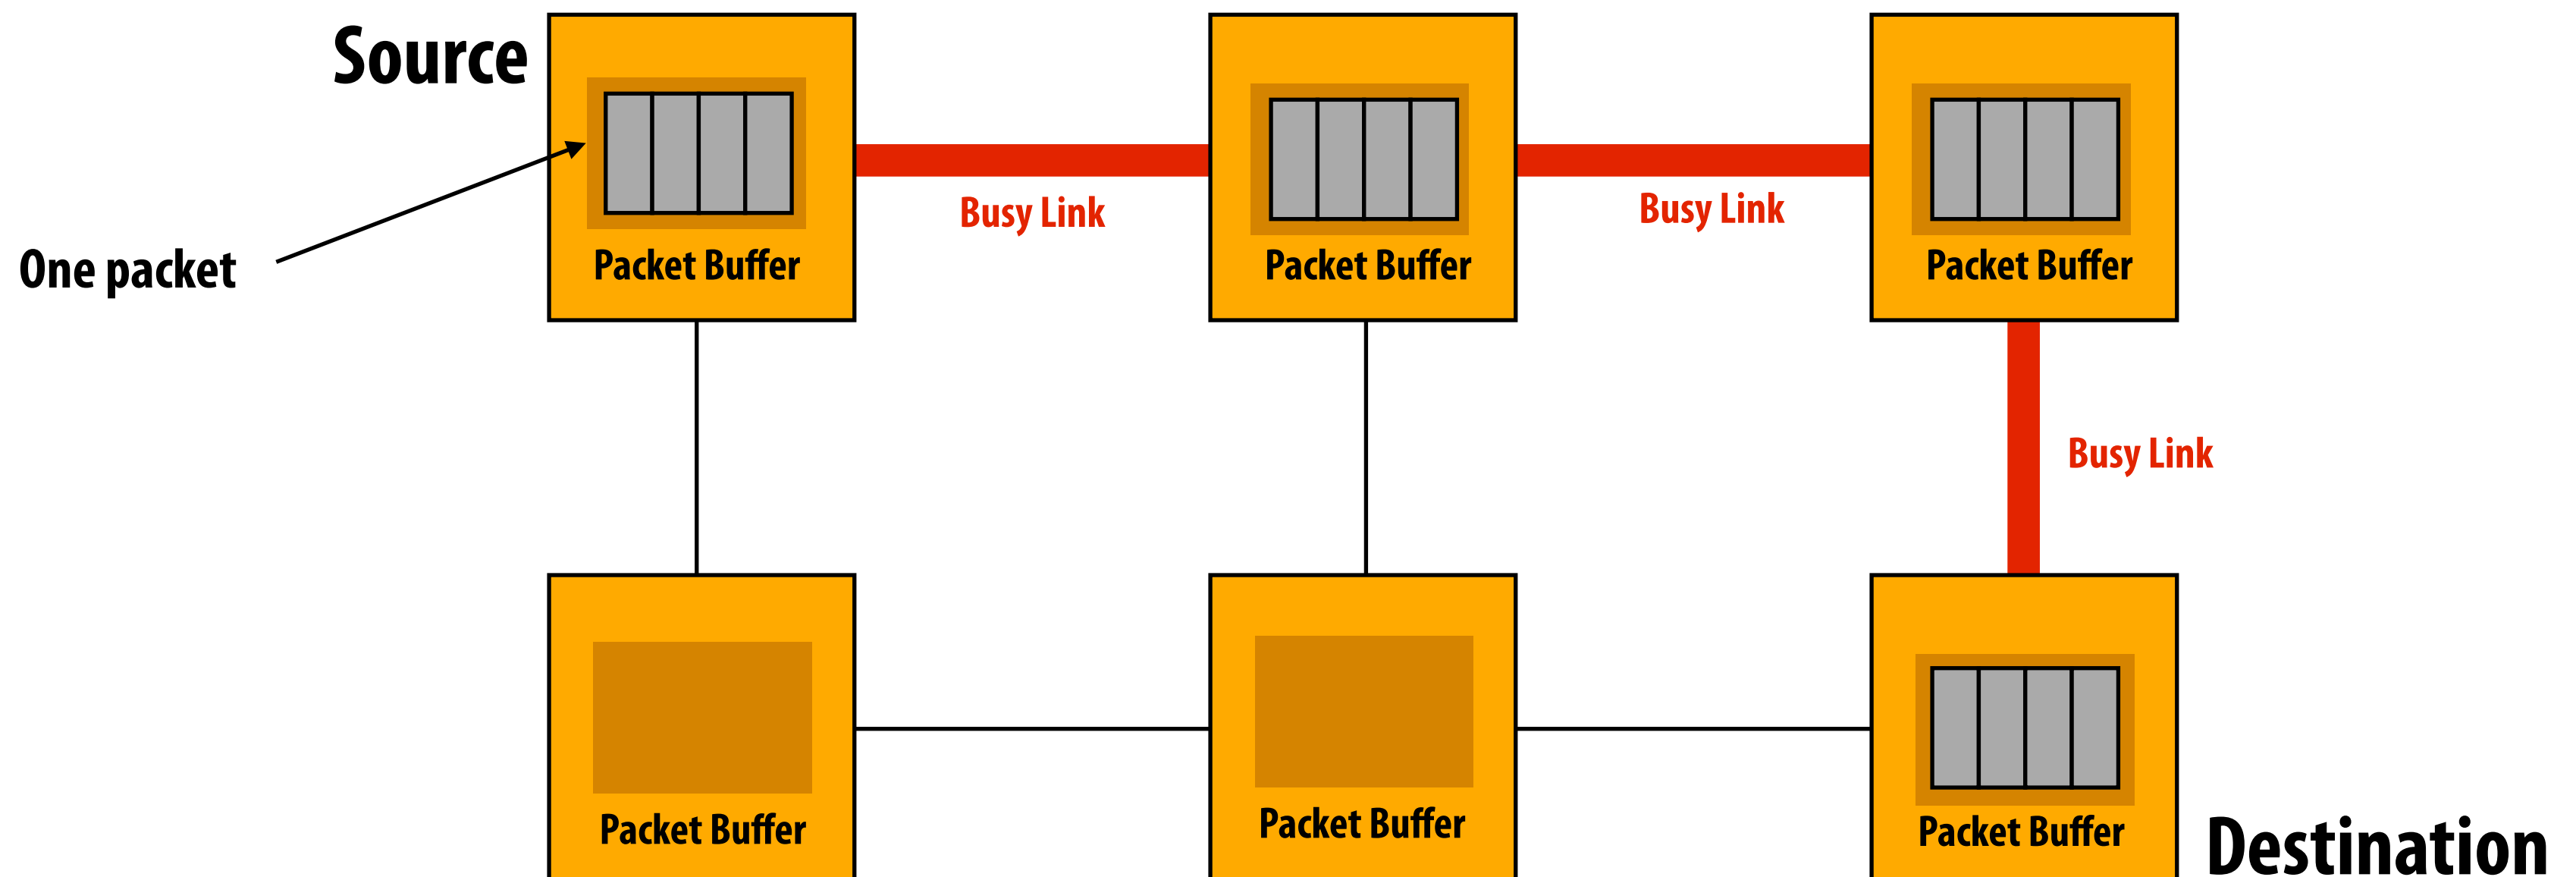 Source
One packet
Packet Buffer
Busy Link
Packet Buffer
Busy Link
Packet Buffer
Busy Link
Packet Buffer
Packet Buffer
Packet Buffer
Destination